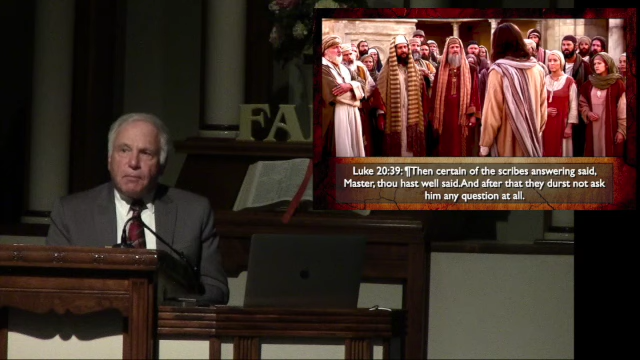 FA
Luke 20:39: ¶Then certain of the scribes answering said,
Master, thou hast well said.And after that they durst not ask
him any question at all.